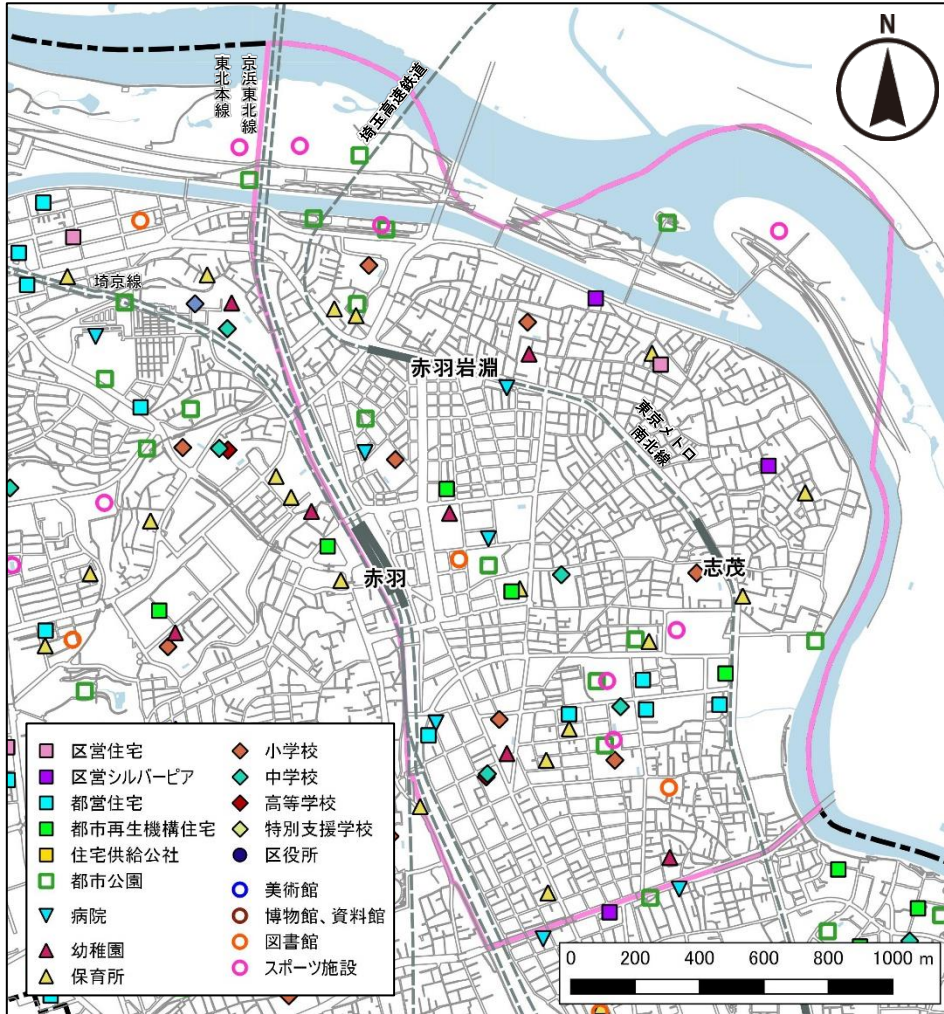 N
東北本線
京浜東北線
埼玉高速鉄道
埼京線
赤羽岩淵
東京メトロ
南北線
志茂
赤羽
区営住宅
区営シルバーピア
都営住宅
都市再生機構住宅
住宅供給公社
都市公園
病院
幼稚園
保育所
小学校
中学校
高等学校
特別支援学校
区役所
美術館
博物館、資料館
図書館
スポーツ施設
0 200 400 600 800 1000 m